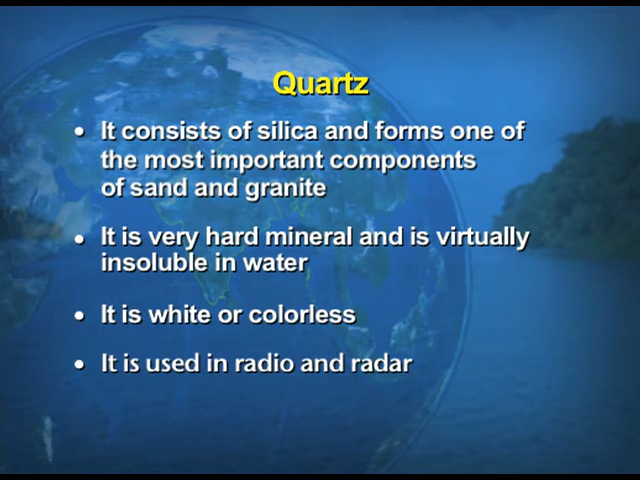 Quartz
• It consists of silica and forms one of
the most important components
of sand and granite
• It is very hard mineral and is virtually
insoluble in water
• It is white or colorless
• It is used in radio and radar